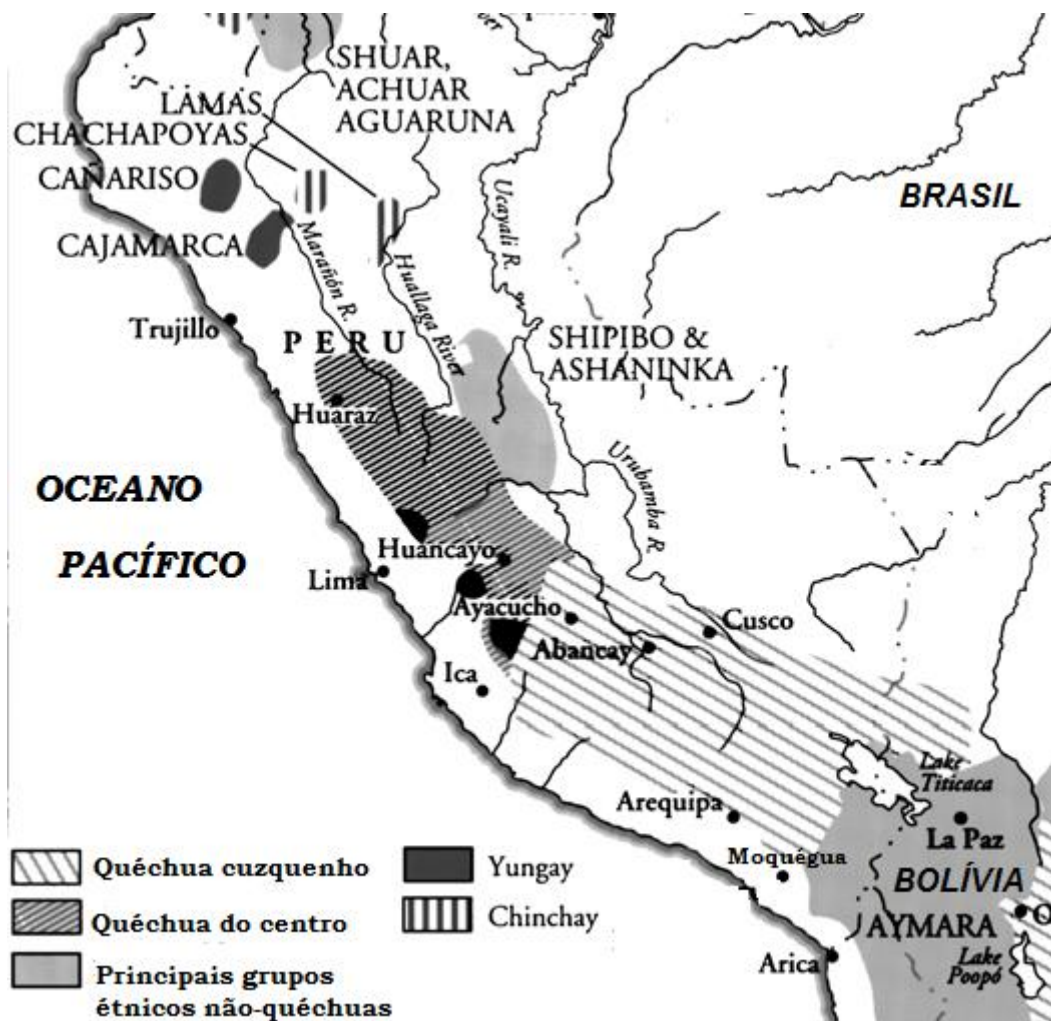 SHUAR,
ACHUAR
AGUARUNA
LAMAS
CHACHAPOYAS
CAÑARISO
CAJAMARCA
BRASIL
Ucayali R.
Marañón R.
Huallaga River
Trujillo
PERU
SHIPIBO &
ASHANINKA
Huaraz
Urubamba R.
OCEANO
PACÍFICO
Huancayo
Lima
Ayacucho
Cusco
Abancay
Ica
Lake
Titicaca
Arequipa
La Paz
Moquégua
BOLÍVIA
AYMARA
Arica
Lake
Poopó
Quéchua cuzquenho
Yungay
Quéchua do centro
Chinchay
Principais grupos
étnicos não-quéchuas